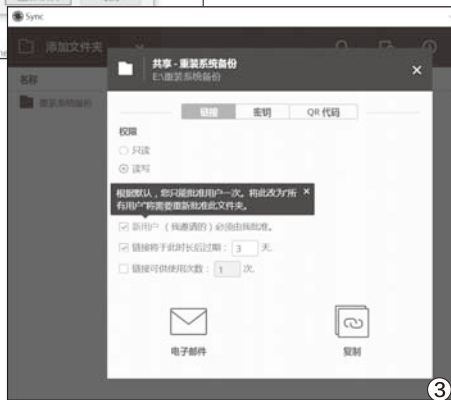 Sync
添加文件夹
名称
重装系统备份
共享 - 重装系统备份
E:\重装系统备份
链接 密钥 QR 代码
权限
只读
读写
根据默认，您只能批准用户一次。将此改为“所
有用户”将需要重新批准此文件夹。
新用户 （我邀请的）必须由我批准。
链接将于此时长后过期： 3 天.
链接可供使用次数： 1 次.
电子邮件 复制
3